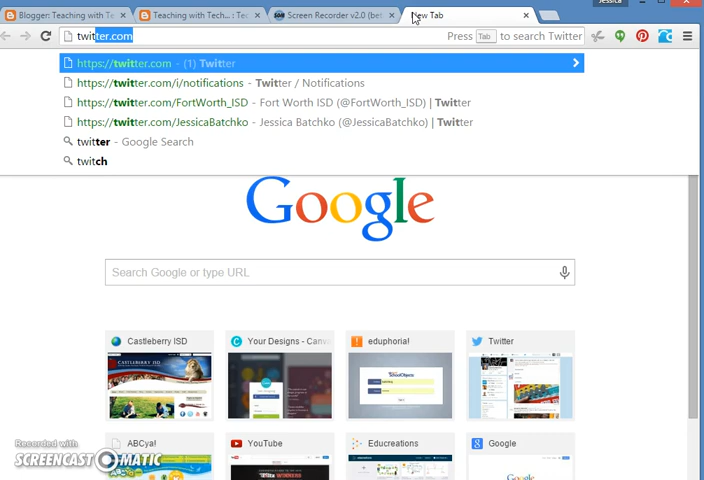 Jessica
Blogger: Teaching with Te
Teaching with Tech...: Tec
Screen Recorder v2.0 (bet
New Tab
twitter.com
Press Tab to search Twitter
https://twitter.com - (1) Twitter
https://twitter.com/i/notifications - Twitter / Notifications
https://twitter.com/FortWorth_ISD - Fort Worth ISD (@FortWorth_ISD) | Twitter
https://twitter.com/JessicaBatchko - Jessica Batchko (@JessicaBatchko) | Twitter
twitter - Google Search
twitch
Google
Search Google or type URL
Castleberry ISD
Your Designs - Canv
eduphoria!
Twitter
SchoolObjects
ABCya!
YouTube
Educreations
Google
Recorded with
SCREENCAST-O-MATIC
Google